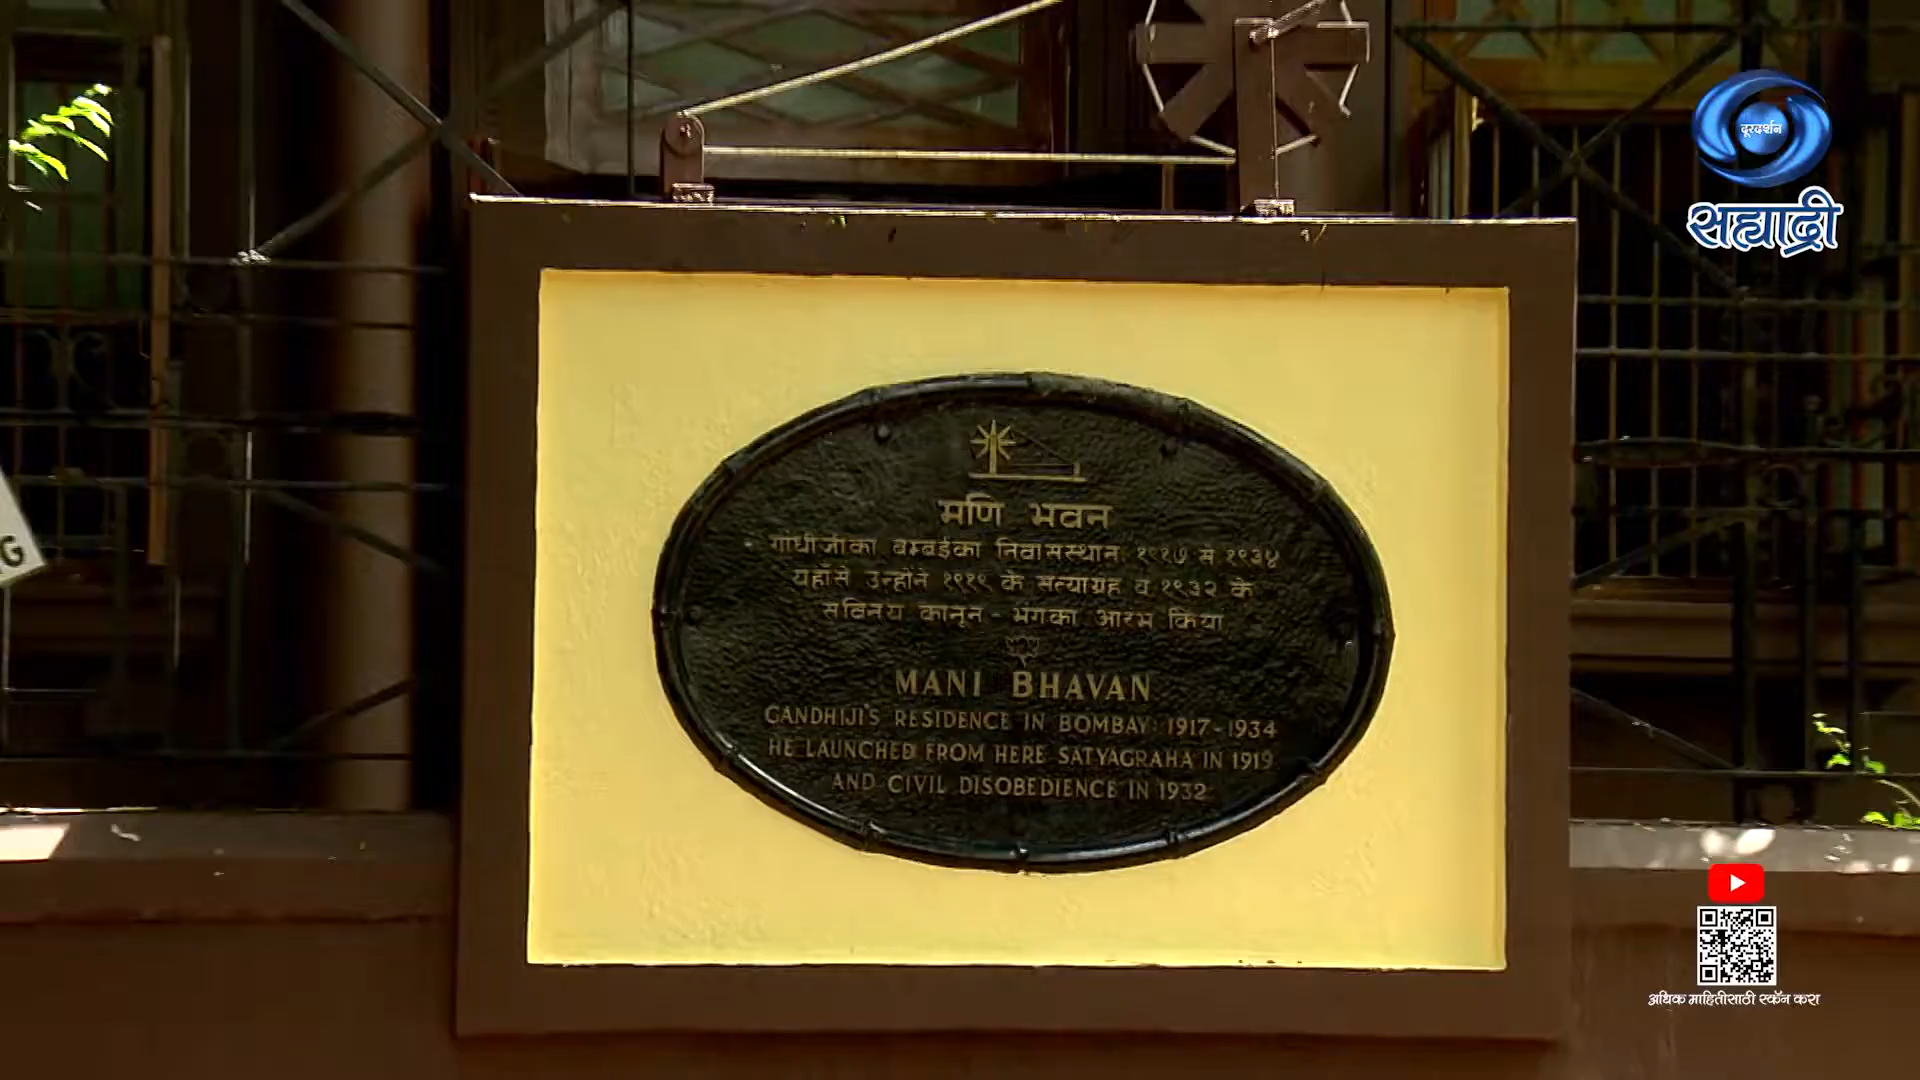 दूरदर्शन
सह्याद्री
मणि भवन
गांधीजीका बम्बईका निवासस्थान: १९१७ से १९३४
यहाँसे उन्होंने १९१९ के सत्याग्रह व १९३२ के
सविनय कानून - भंगका आरंभ किया
MANI BHAVAN
GANDHIJI'S RESIDENCE IN BOMBAY: 1917-1934
HE LAUNCHED FROM HERE SATYAGRAHA IN 1919
AND CIVIL DISOBEDIENCE IN 1932
G
अधिक माहितीसाठी स्कॅन करा